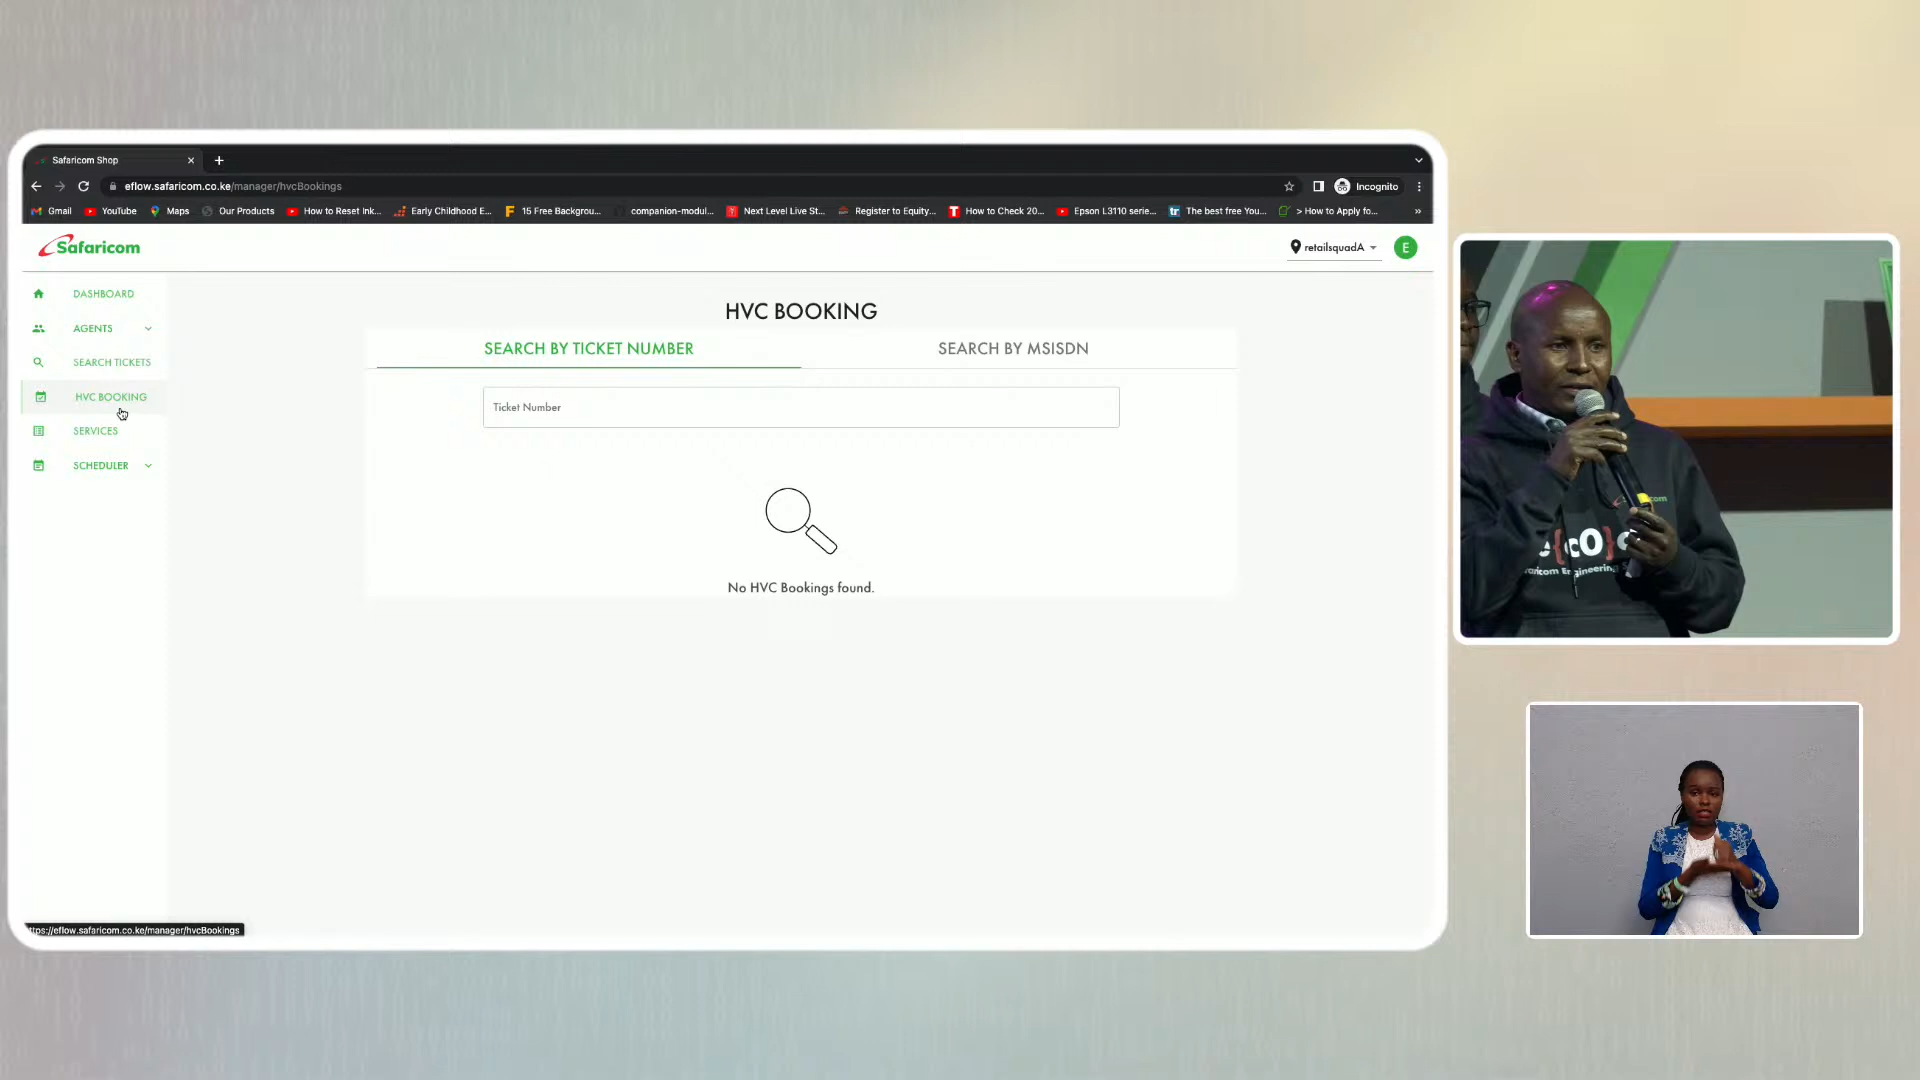 Safaricom Shop
eflow.safaricom.co.ke/manager/hvcBookings
Incognito
Gmail
YouTube
Maps
Our Products
How to Reset Ink...
Early Childhood E...
15 Free Backgrou...
companion-modul...
Next Level Live St...
Register to Equity...
How to Check 20...
Epson L3110 serie...
The best free You...
> How to Apply fo...
»
Safaricom
retailsquadA
E
DASHBOARD
AGENTS
SEARCH TICKETS
HVC BOOKING
SERVICES
SCHEDULER
HVC BOOKING
SEARCH BY TICKET NUMBER
SEARCH BY MSISDN
Ticket Number
No HVC Bookings found.
ttps://eflow.safaricom.co.ke/manager/hvcBookings